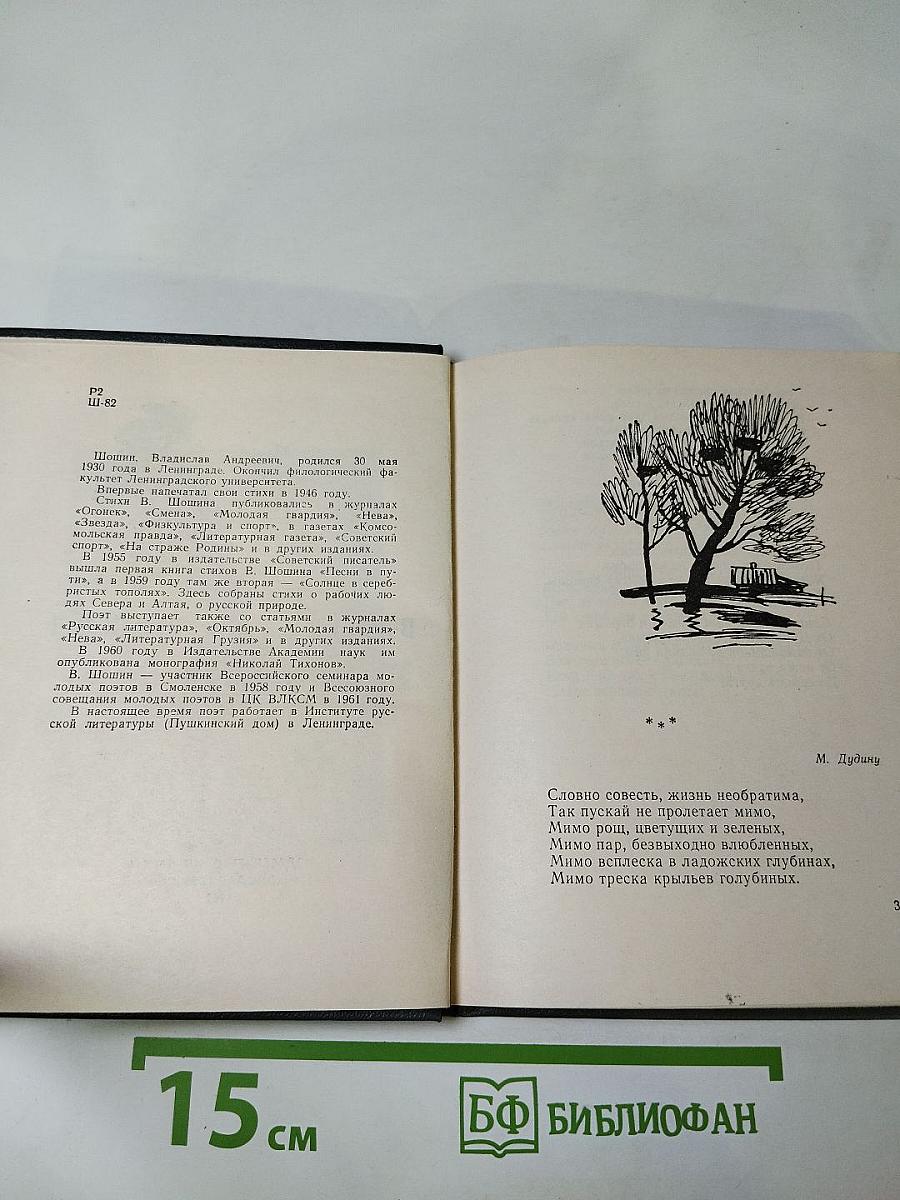 Р2
Ш-82
Шошин, Владислав Андреевич, родился 30 мая
1930 года в Ленинграде. Окончил филологический фа-
культет Ленинградского университета.
Впервые напечатал свои стихи в 1946 году.
Стихи В. Шошина публиковались в журналах
«Огонек», «Смена», «Молодая гвардия», «Нева»,
«Звезда», «Физкультура и спорт», в газетах «Комсо-
мольская правда», «Литературная газета», «Советский
спорт», «На страже Родины» и в других изданиях.
В 1955 году в издательстве «Советский писатель»
вышла первая книга стихов В. Шошина «Песни в пу-
ти», а в 1959 году там же вторая — «Солнце в сереб-
ристых тополях». Здесь собраны стихи о рабочих лю-
дях Севера и Алтая, о русской природе.
Поэт выступает также со статьями в журналах
«Русская литература», «Октябрь», «Молодая гвардия»,
«Нева», «Литературная Грузия» и в других изданиях.
В 1960 году в Издательстве Академии наук им
опубликована монография «Николай Тихонов».
В. Шошин — участник Всероссийского семинара мо-
лодых поэтов в Смоленске в 1958 году и Всесоюзного
совещания молодых поэтов в ЦК ВЛКСМ в 1961 году.
В настоящее время поэт работает в Институте рус-
ской литературы (Пушкинский дом) в Ленинграде.
***
М. Дудину
Словно совесть, жизнь необратима,
Так пускай не пролетает мимо,
Мимо рощ, цветущих и зеленых,
Мимо пар, безвыходно влюбленных,
Мимо всплеска в ладожских глубинах,
Мимо треска крыльев голубиных.
3
15 см
БФ БИБЛИОФАН